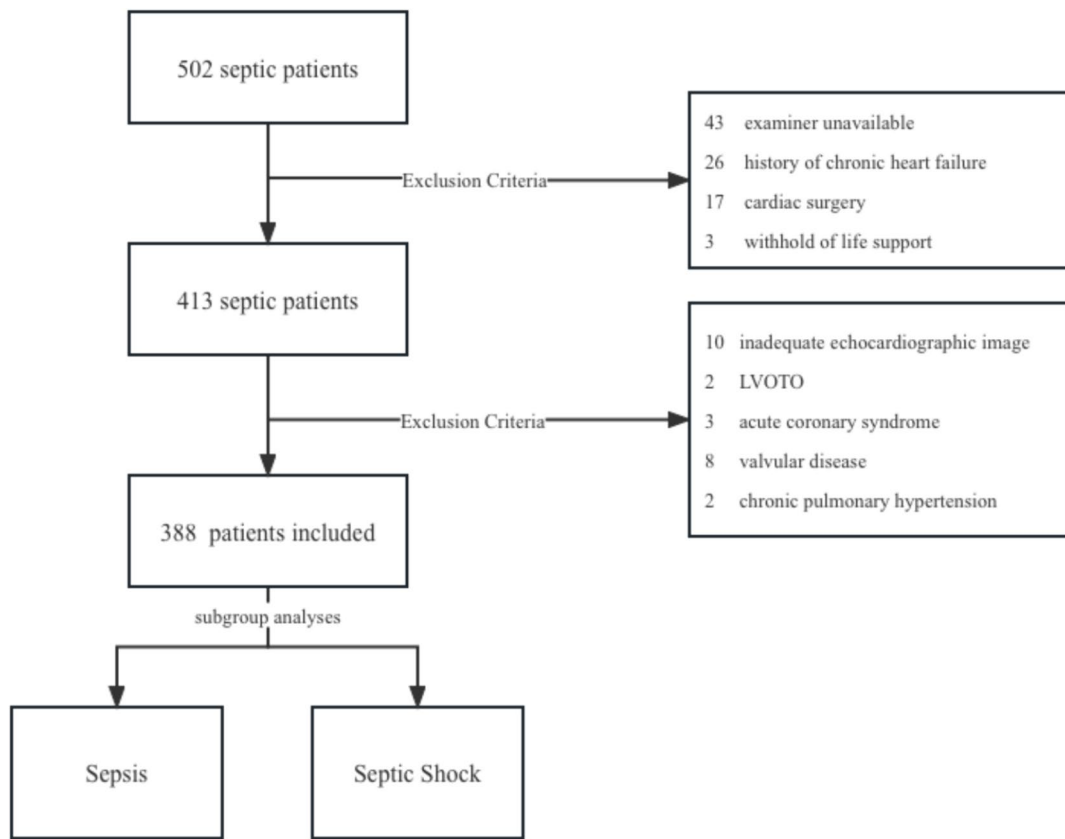 502 septic patients
Exclusion Criteria
43 examiner unavailable
26 history of chronic heart failure
17 cardiac surgery
3 withhold of life support
413 septic patients
Exclusion Criteria
10 inadequate echocardiographic image
2 LVOTO
3 acute coronary syndrome
8 valvular disease
2 chronic pulmonary hypertension
388 patients included
subgroup analyses
Sepsis
Septic Shock